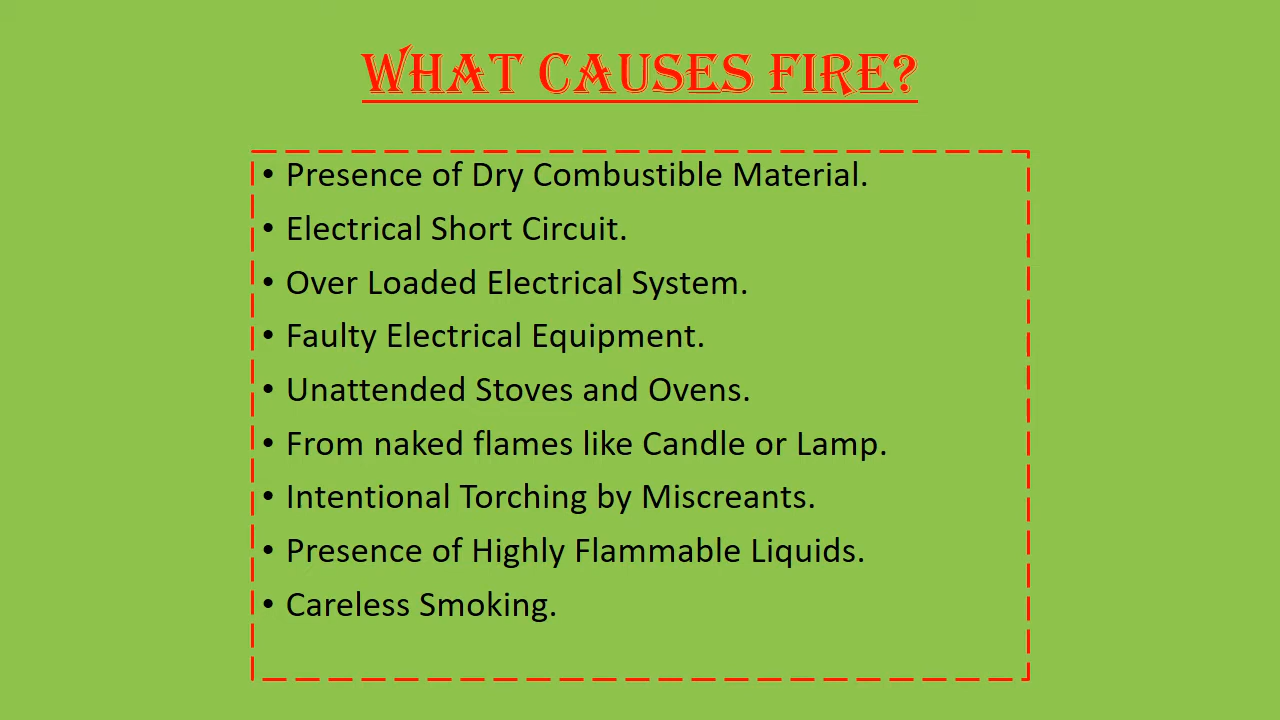 WHAT CAUSES FIRE?
• Presence of Dry Combustible Material.
• Electrical Short Circuit.
• Over Loaded Electrical System.
• Faulty Electrical Equipment.
• Unattended Stoves and Ovens.
• From naked flames like Candle or Lamp.
• Intentional Torching by Miscreants.
• Presence of Highly Flammable Liquids.
• Careless Smoking.